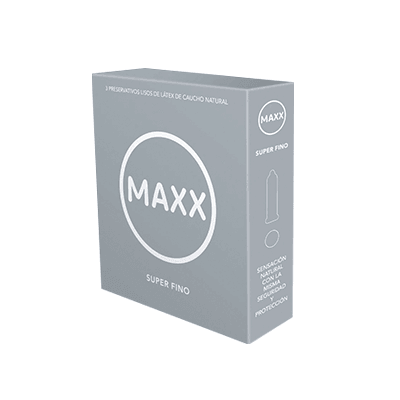 3 PRESERVATIVOS LISOS DE LÁTEX DE CAUCHO NATURAL
MAXX
SUPER FINO
MAXX
SUPER FINO
SENSACIÓN
NATURAL
CON LA
MISMA
SEGURIDAD
Y
PROTECCIÓN